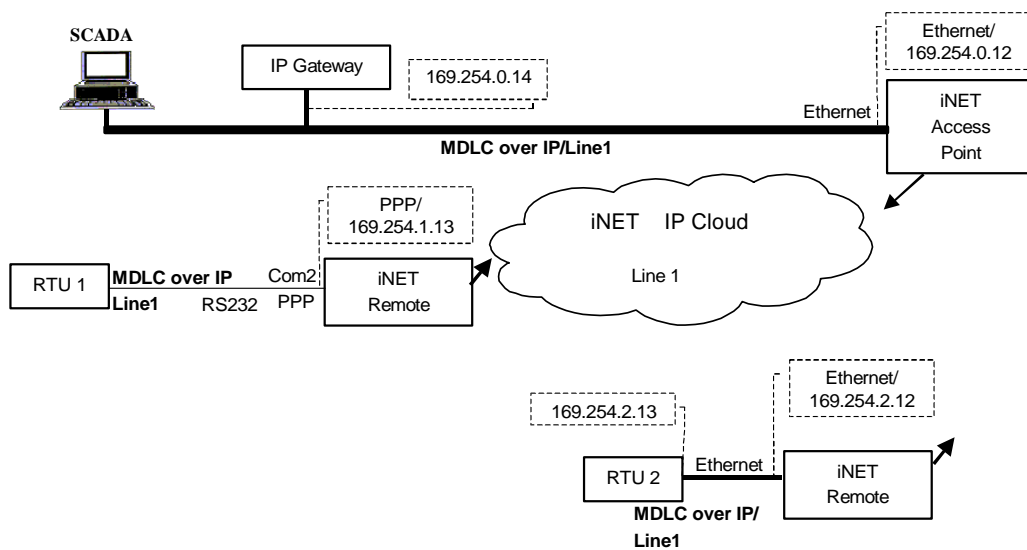 SCADA
IP Gateway
169.254.0.14
Ethernet/
169.254.0.12
Ethernet
iNET
Access
Point
MDLC over IP/Line1
PPP/
169.254.1.13
iNET IP Cloud
Line 1
RTU 1
MDLC over IP
Line1
RS232
Com2
PPP
iNET
Remote
169.254.2.13
Ethernet/
169.254.2.12
RTU 2
Ethernet
iNET
Remote
MDLC over IP/
Line1